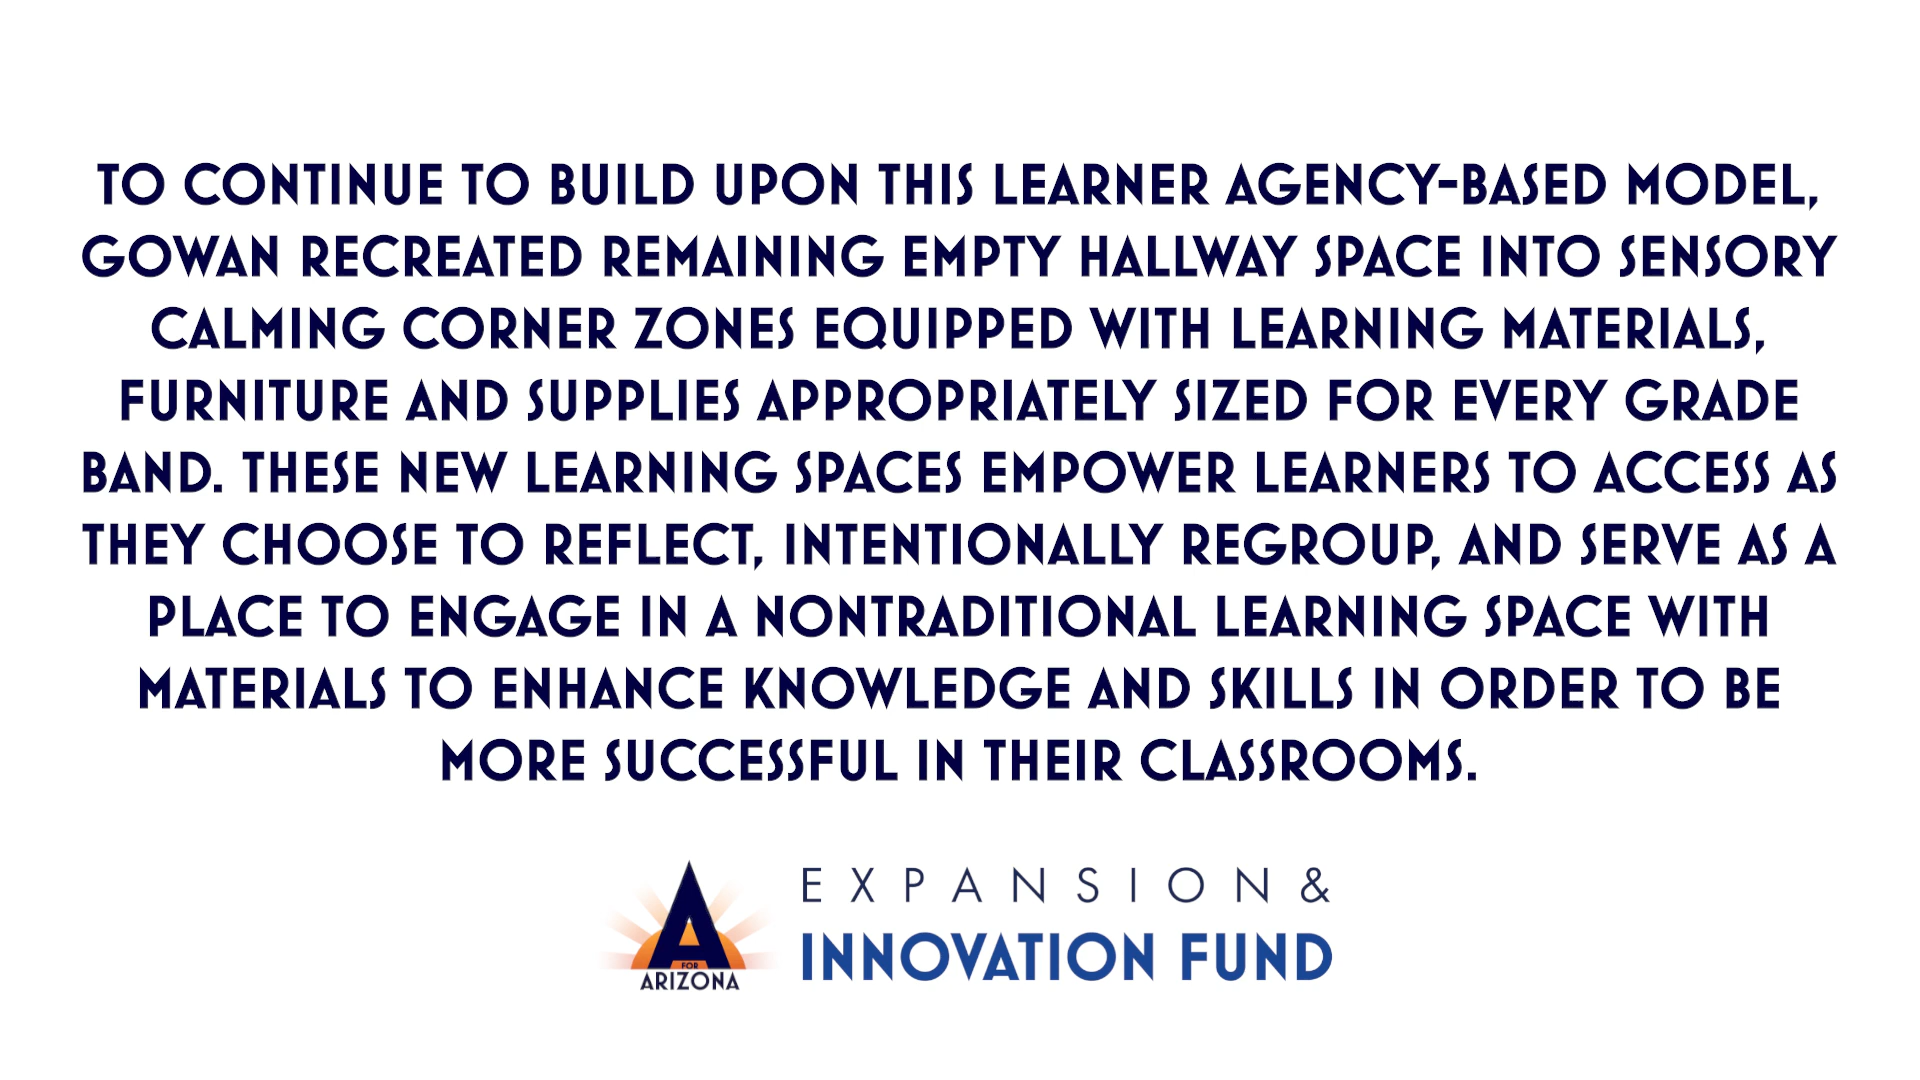 TO CONTINUE TO BUILD UPON THIS LEARNER AGENCY-BASED MODEL,
GOWAN RECREATED REMAINING EMPTY HALLWAY SPACE INTO SENSORY
CALMING CORNER ZONES EQUIPPED WITH LEARNING MATERIALS,
FURNITURE AND SUPPLIES APPROPRIATELY SIZED FOR EVERY GRADE
BAND. THESE NEW LEARNING SPACES EMPOWER LEARNERS TO ACCESS AS
THEY CHOOSE TO REFLECT, INTENTIONALLY REGROUP, AND SERVE AS A
PLACE TO ENGAGE IN A NONTRADITIONAL LEARNING SPACE WITH
MATERIALS TO ENHANCE KNOWLEDGE AND SKILLS IN ORDER TO BE
MORE SUCCESSFUL IN THEIR CLASSROOMS.
A
FOR
ARIZONA
EXPANSION &
INNOVATION FUND